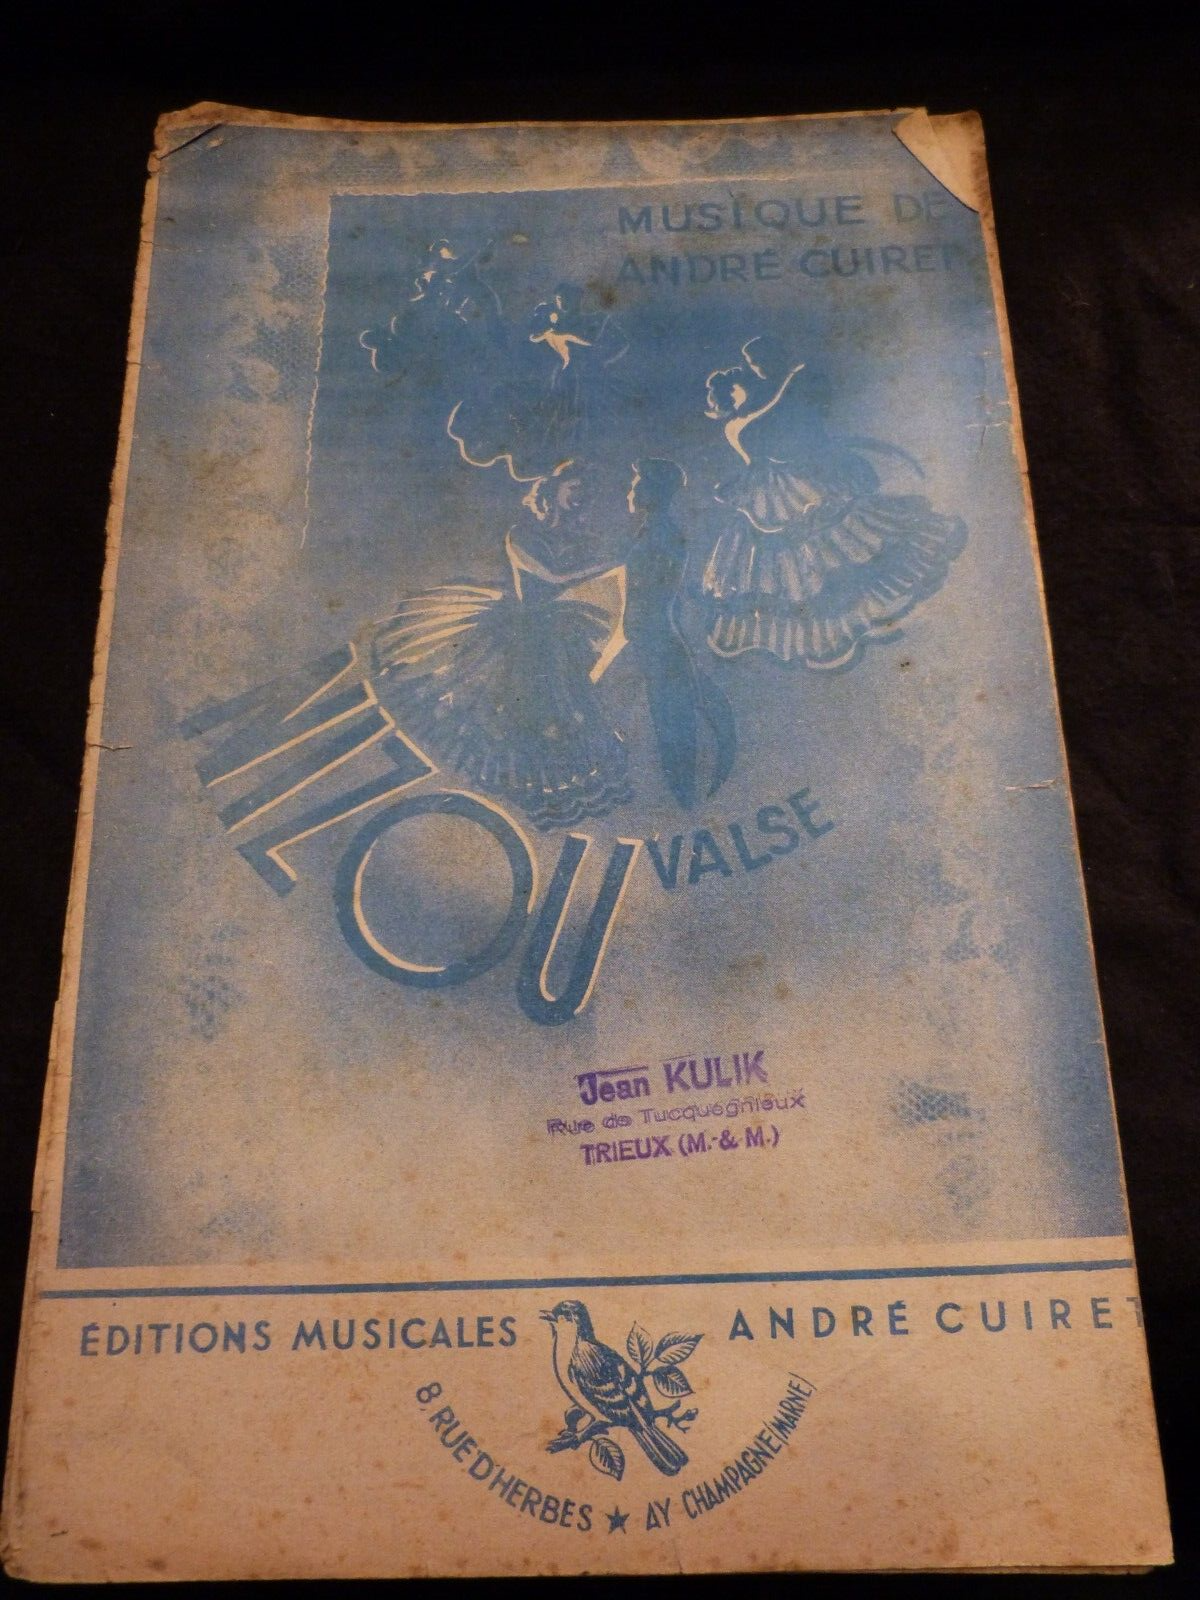 MUSIQUE DE
ANDRÉ CUIRET
MIZOU
VALSE
Jean KULIK
Rue de Tucquegnieux
TRIEUX (M.-& M.)
ÉDITIONS MUSICALES ANDRÉ CUIRET
8, RUE D'HERBES ★ AY CHAMPAGNE (MARNE)